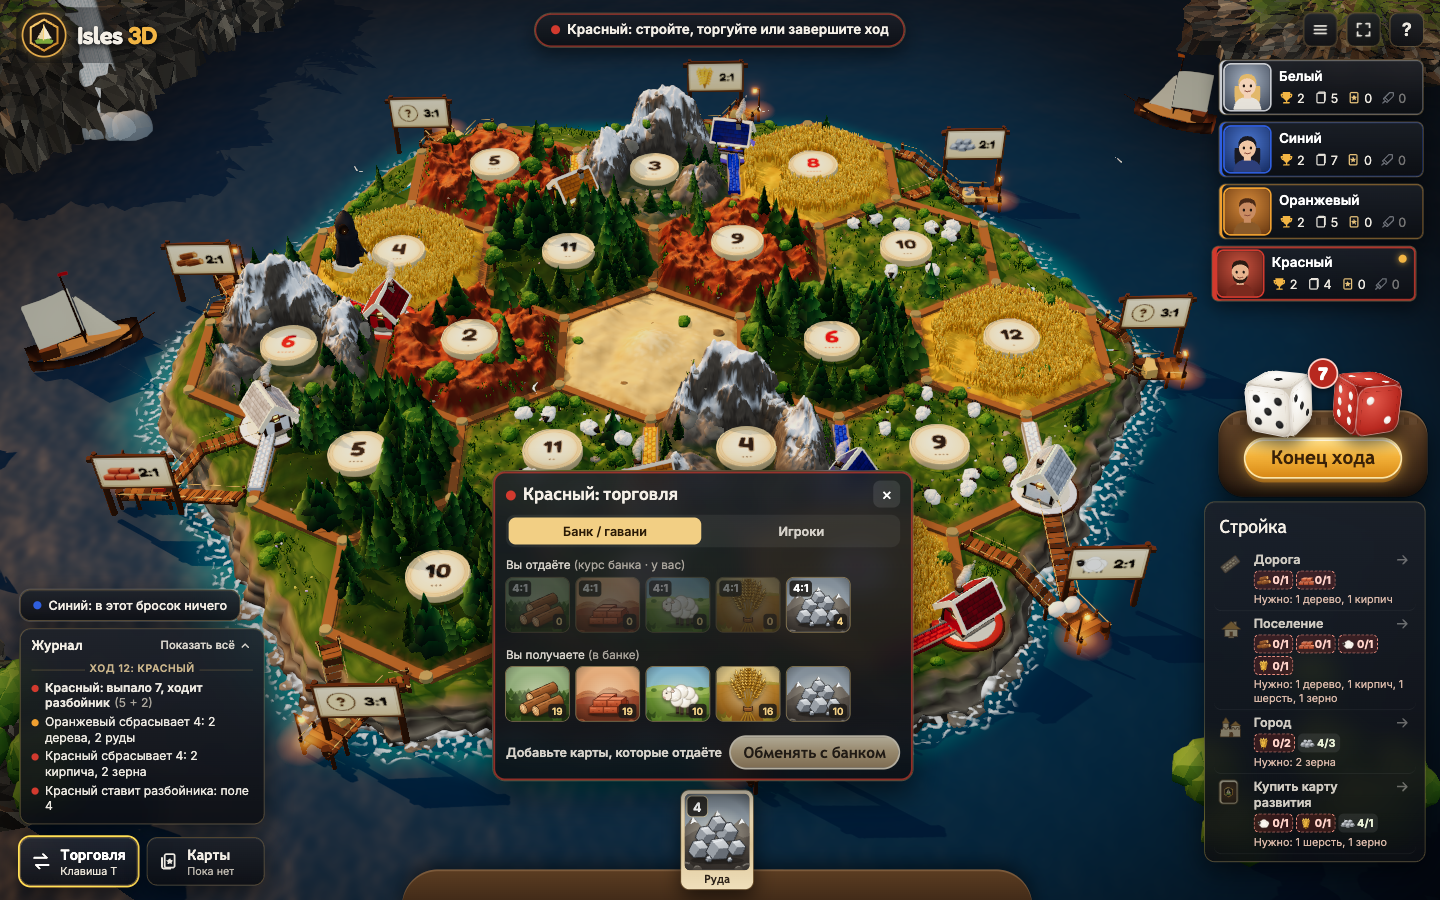 Isles 3D
Красный: стройте, торгуйте или завершите ход
?
Белый
2 5 0 0
Синий
2 7 0 0
Оранжевый
2 5 0 0
Красный
2 4 0 0
2:1
? 3:1
2:1
2:1
? 3:1
2:1
2:1
? 3:1
5
3
8
4
11
9
10
6
2
6
12
5
11
4
9
10
7
Конец хода
Красный: торговля
×
Банк / гавани
Игроки
Вы отдаёте (курс банка · у вас)
4:1 4:1 4:1 4:1 4:1
0 0 0 0 4
Вы получаете (в банке)
19 19 10 16 10
Добавьте карты, которые отдаёте
Обменять с банком
4
Руда
Синий: в этот бросок ничего
Журнал
Показать всё
ХОД 12: КРАСНЫЙ
Красный: выпало 7, ходит
разбойник (5 + 2)
Оранжевый сбрасывает 4: 2
дерева, 2 руды
Красный сбрасывает 4: 2
кирпича, 2 зерна
Красный ставит разбойника: поле
4
Торговля
Клавиша T
Карты
Пока нет
Стройка
Дорога
0/1 0/1
Нужно: 1 дерево, 1 кирпич
Поселение
0/1 0/1 0/1
0/1
Нужно: 1 дерево, 1 кирпич, 1
шерсть, 1 зерно
Город
0/2 4/3
Нужно: 2 зерна
Купить карту
развития
0/1 0/1 4/1
Нужно: 1 шерсть, 1 зерно